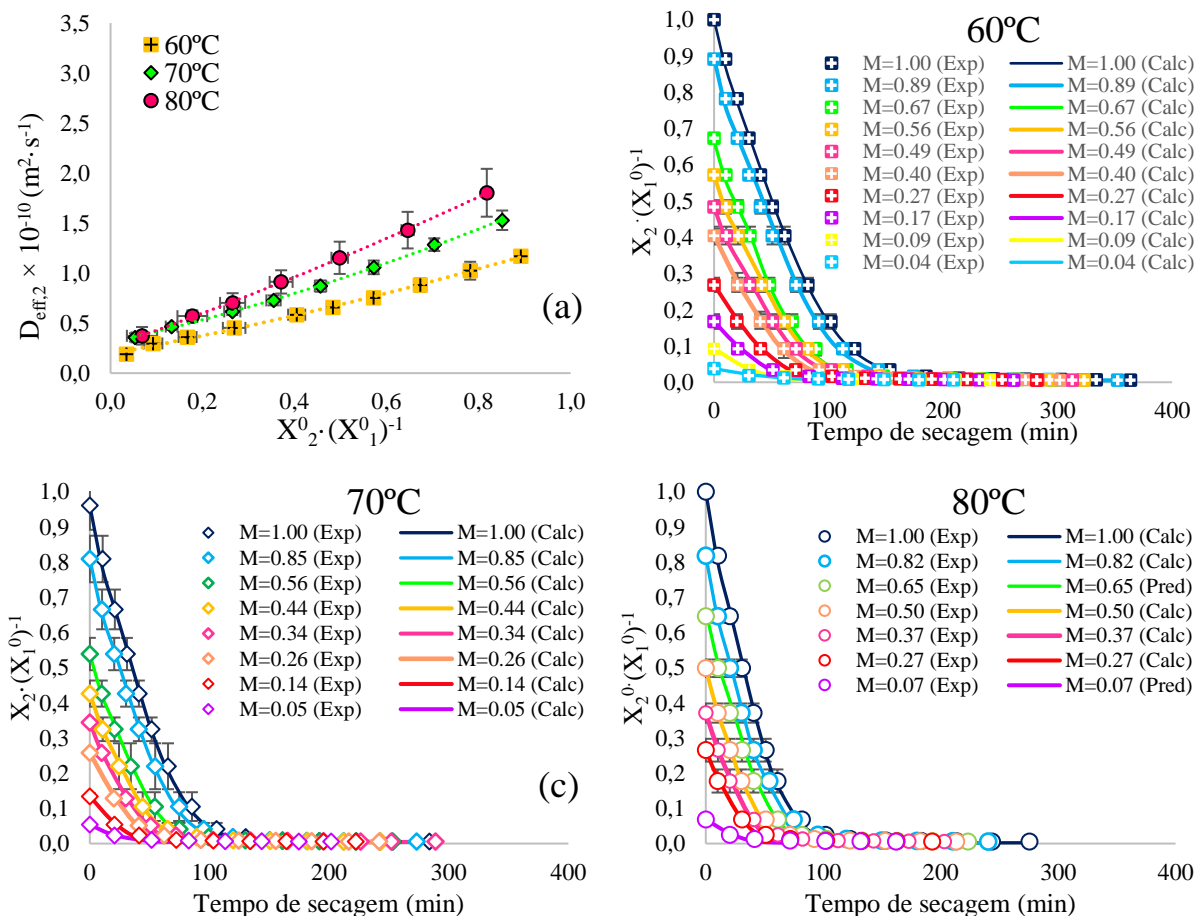 3,5
3,0
2,5
2,0
1,5
1,0
0,5
0,0
60ºC
70ºC
80ºC
(a)
D_eff,2 × 10^-10 (m^2·s^-1)
0,0 0,2 0,4 0,6 0,8 1,0
X^0_2·(X^0_1)^-1
60ºC
1,0
0,9
0,8
0,7
0,6
0,5
0,4
0,3
0,2
0,1
0,0
M=1.00 (Exp) M=1.00 (Calc)
M=0.89 (Exp) M=0.89 (Calc)
M=0.67 (Exp) M=0.67 (Calc)
M=0.56 (Exp) M=0.56 (Calc)
M=0.49 (Exp) M=0.49 (Calc)
M=0.40 (Exp) M=0.40 (Calc)
M=0.27 (Exp) M=0.27 (Calc)
M=0.17 (Exp) M=0.17 (Calc)
M=0.09 (Exp) M=0.09 (Calc)
M=0.04 (Exp) M=0.04 (Calc)
X_2·(X_1^0)^-1
0 100 200 300 400
Tempo de secagem (min)
70ºC
1,0
0,9
0,8
0,7
0,6
0,5
0,4
0,3
0,2
0,1
0,0
M=1.00 (Exp) M=1.00 (Calc)
M=0.85 (Exp) M=0.85 (Calc)
M=0.56 (Exp) M=0.56 (Calc)
M=0.44 (Exp) M=0.44 (Calc)
M=0.34 (Exp) M=0.34 (Calc)
M=0.26 (Exp) M=0.26 (Calc)
M=0.14 (Exp) M=0.14 (Calc)
M=0.05 (Exp) M=0.05 (Calc)
(c)
X_2·(X_1^0)^-1
0 100 200 300 400
Tempo de secagem (min)
80ºC
1,0
0,9
0,8
0,7
0,6
0,5
0,4
0,3
0,2
0,1
0,0
M=1.00 (Exp) M=1.00 (Calc)
M=0.82 (Exp) M=0.82 (Calc)
M=0.65 (Exp) M=0.65 (Pred)
M=0.50 (Exp) M=0.50 (Calc)
M=0.37 (Exp) M=0.37 (Calc)
M=0.27 (Exp) M=0.27 (Calc)
M=0.07 (Exp) M=0.07 (Pred)
X_2^0·(X_1^0)^-1
0 100 200 300 400
Tempo de secagem (min)